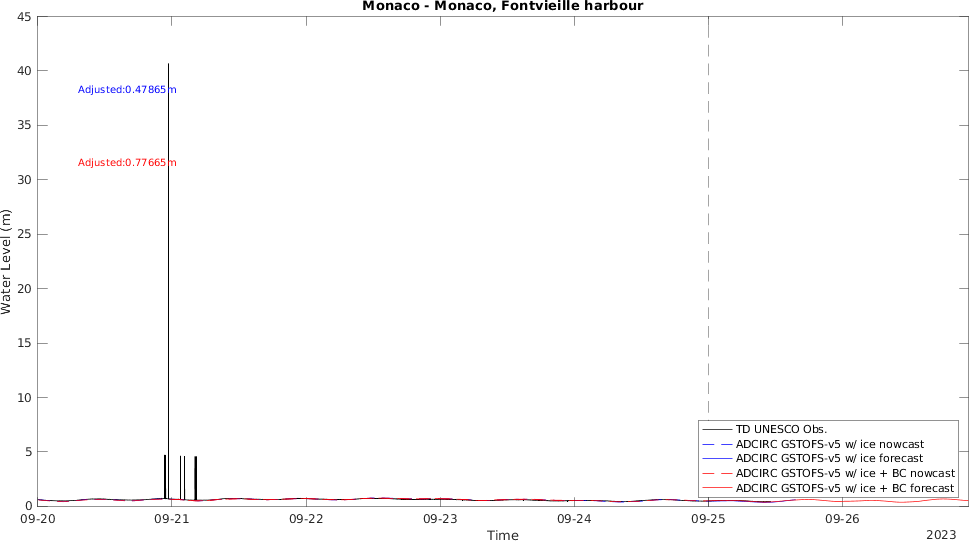 Monaco - Monaco, Fontvieille harbour
45
40
35
30
25
20
15
10
5
0
Water Level (m)
Adjusted:0.47865m
Adjusted:0.77665m
TD UNESCO Obs.
ADCIRC GSTOFS-v5 w/ ice nowcast
ADCIRC GSTOFS-v5 w/ ice forecast
ADCIRC GSTOFS-v5 w/ ice + BC nowcast
ADCIRC GSTOFS-v5 w/ ice + BC forecast
09-20 09-21 09-22 09-23 09-24 09-25 09-26
Time
2023